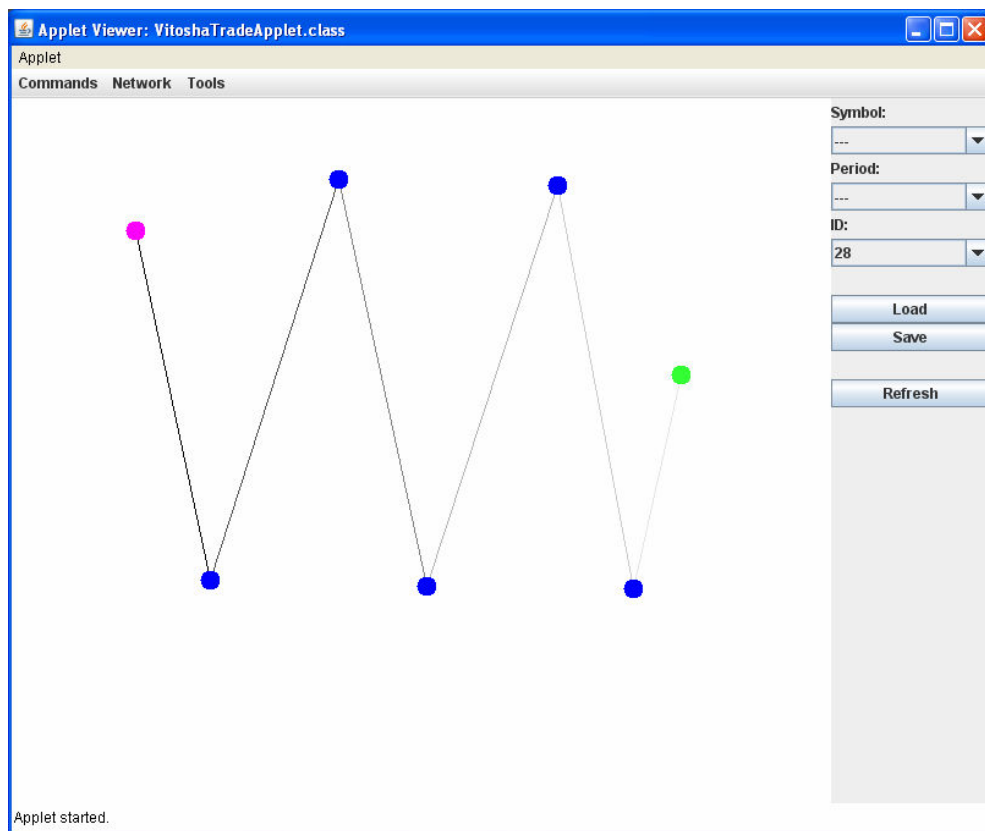 Applet Viewer: VitoshaTradeApplet.class
Applet
Commands Network Tools
Symbol:
---
Period:
---
ID:
28
Load
Save
Refresh
Applet started.